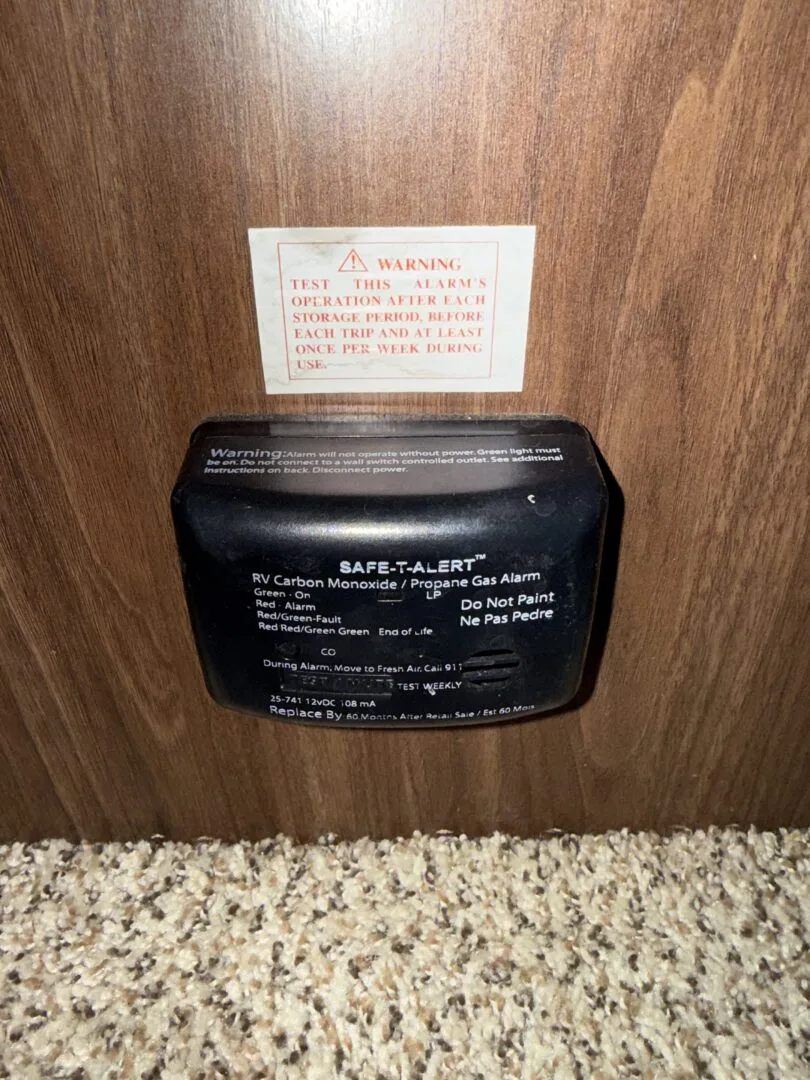 ⚠ WARNING
TEST THIS ALARM'S
OPERATION AFTER EACH
STORAGE PERIOD, BEFORE
EACH TRIP AND AT LEAST
ONCE PER WEEK DURING
USE.
Warning: Alarm will not operate without power. Green light must
be on. Do not connect to a wall switch controlled outlet. See additional
instructions on back. Disconnect power.
SAFE-T-ALERT™
RV Carbon Monoxide / Propane Gas Alarm
Green - On LP
Red - Alarm
Red/Green-Fault
Red Red/Green Green End of Life
Do Not Paint
Ne Pas Pedre
CO
During Alarm, Move to Fresh Air. Call 911
TEST / MUTE TEST WEEKLY
25-741 12vDC 108 mA
Replace By: 60 Months After Retail Sale / Est 60 Mois